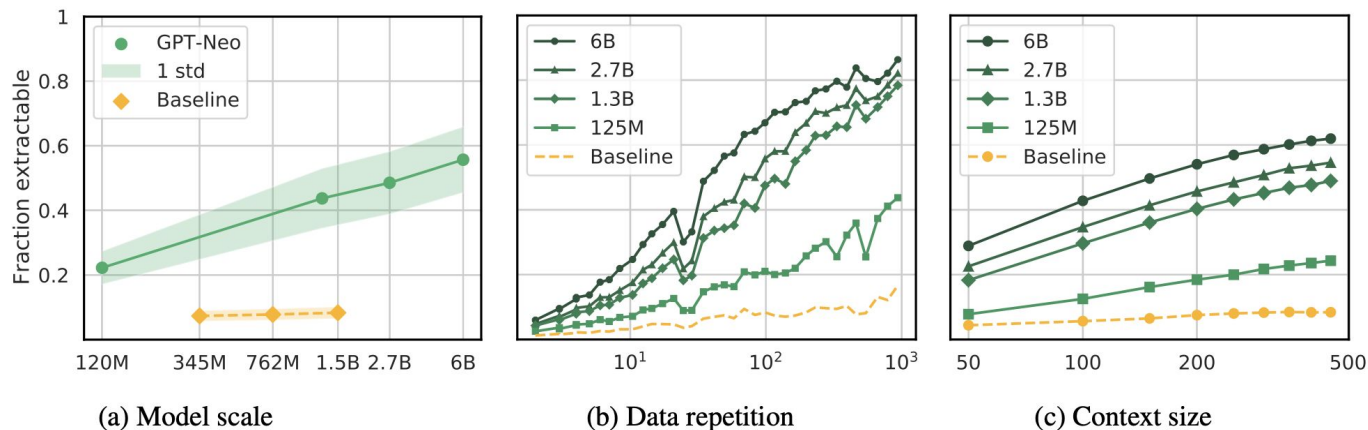 Fraction extractable
1
0.8
0.6
0.4
0.2
GPT-Neo
1 std
Baseline
120M 345M 762M 1.5B 2.7B 6B
(a) Model scale
6B
2.7B
1.3B
125M
Baseline
10¹ 10² 10³
(b) Data repetition
6B
2.7B
1.3B
125M
Baseline
50 100 200 500
(c) Context size